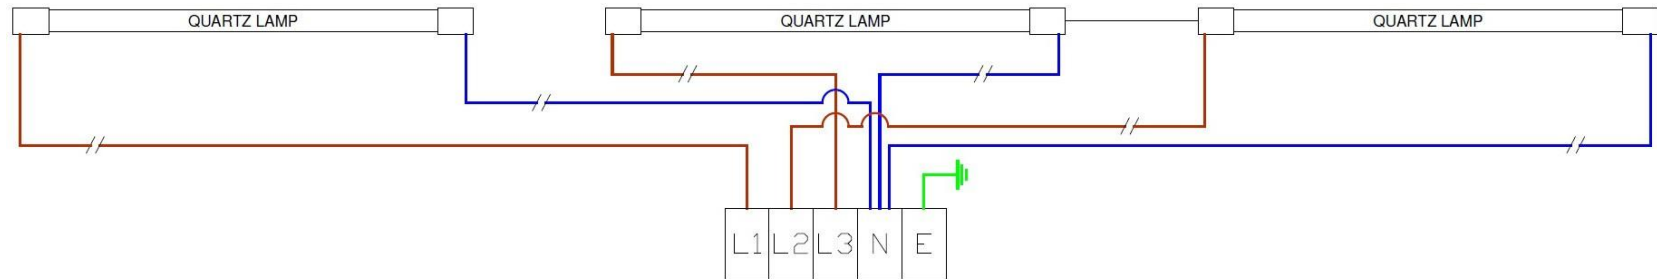 QUARTZ LAMP QUARTZ LAMP QUARTZ LAMP
L1 L2 L3 N E